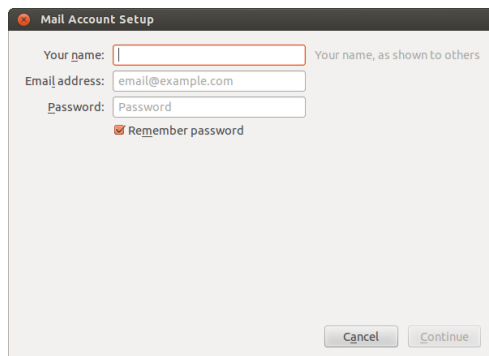 Mail Account Setup
Your name: Your name, as shown to others
Email address: email@example.com
Password: Password
Remember password
Cancel Continue